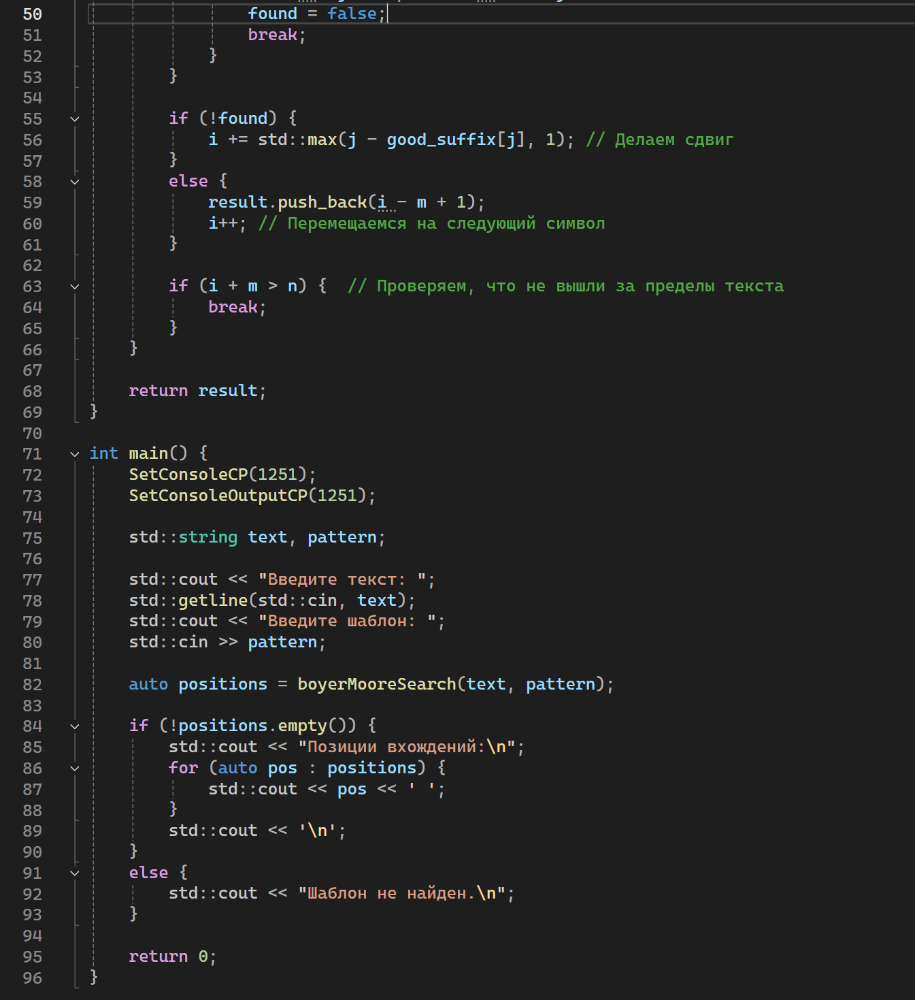 50 found = false;
51 break;
52 }
53 }
54
55 if (!found) {
56 i += std::max(j - good_suffix[j], 1); // Делаем сдвиг
57 }
58 else {
59 result.push_back(i - m + 1);
60 i++; // Перемещаемся на следующий символ
61 }
62
63 if (i + m > n) {  // Проверяем, что не вышли за пределы текста
64 break;
65 }
66 }
67
68 return result;
69 }
70
71 int main() {
72 SetConsoleCP(1251);
73 SetConsoleOutputCP(1251);
74
75 std::string text, pattern;
76
77 std::cout << "Введите текст: ";
78 std::getline(std::cin, text);
79 std::cout << "Введите шаблон: ";
80 std::cin >> pattern;
81
82 auto positions = boyerMooreSearch(text, pattern);
83
84 if (!positions.empty()) {
85 std::cout << "Позиции вхождений:\n";
86 for (auto pos : positions) {
87 std::cout << pos << ' ';
88 }
89 std::cout << '\n';
90 }
91 else {
92 std::cout << "Шаблон не найден.\n";
93 }
94
95 return 0;
96 }